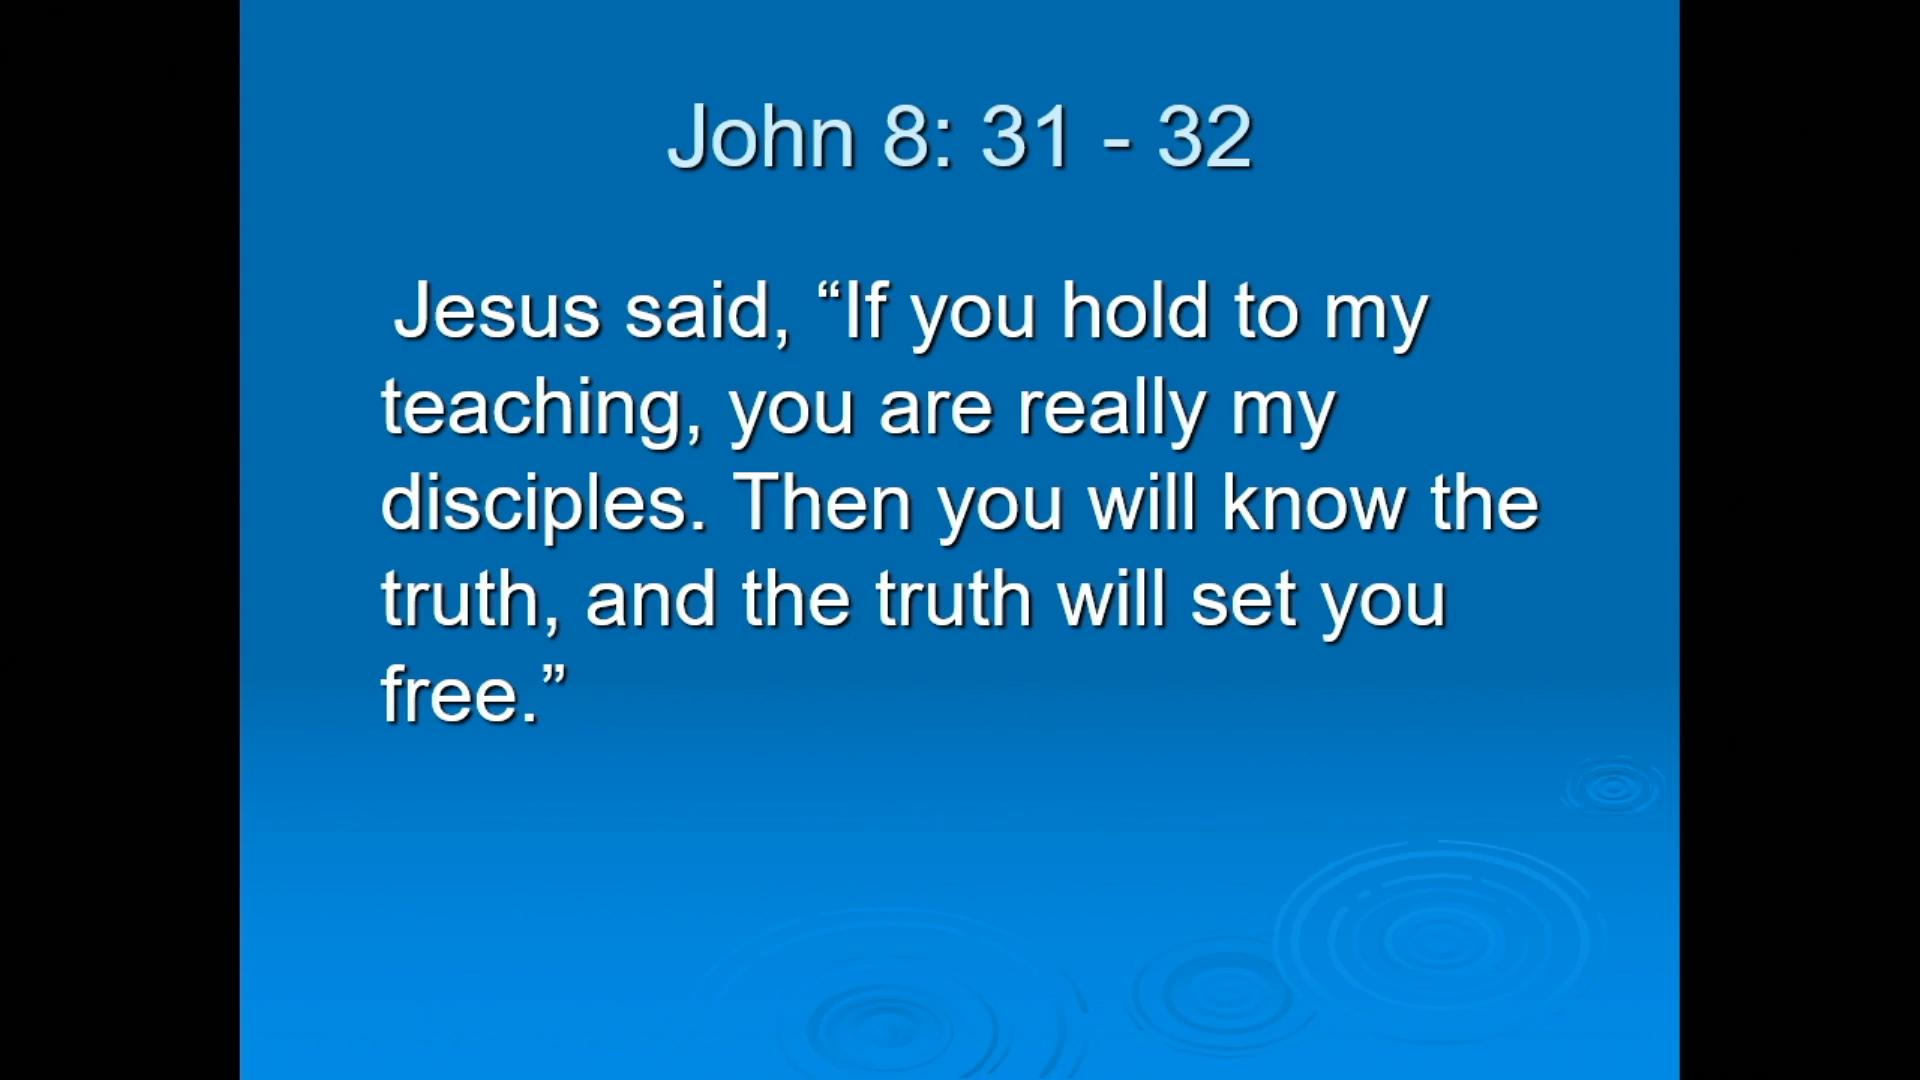 John 8: 31 - 32
Jesus said, “If you hold to my
teaching, you are really my
disciples. Then you will know the
truth, and the truth will set you
free.”